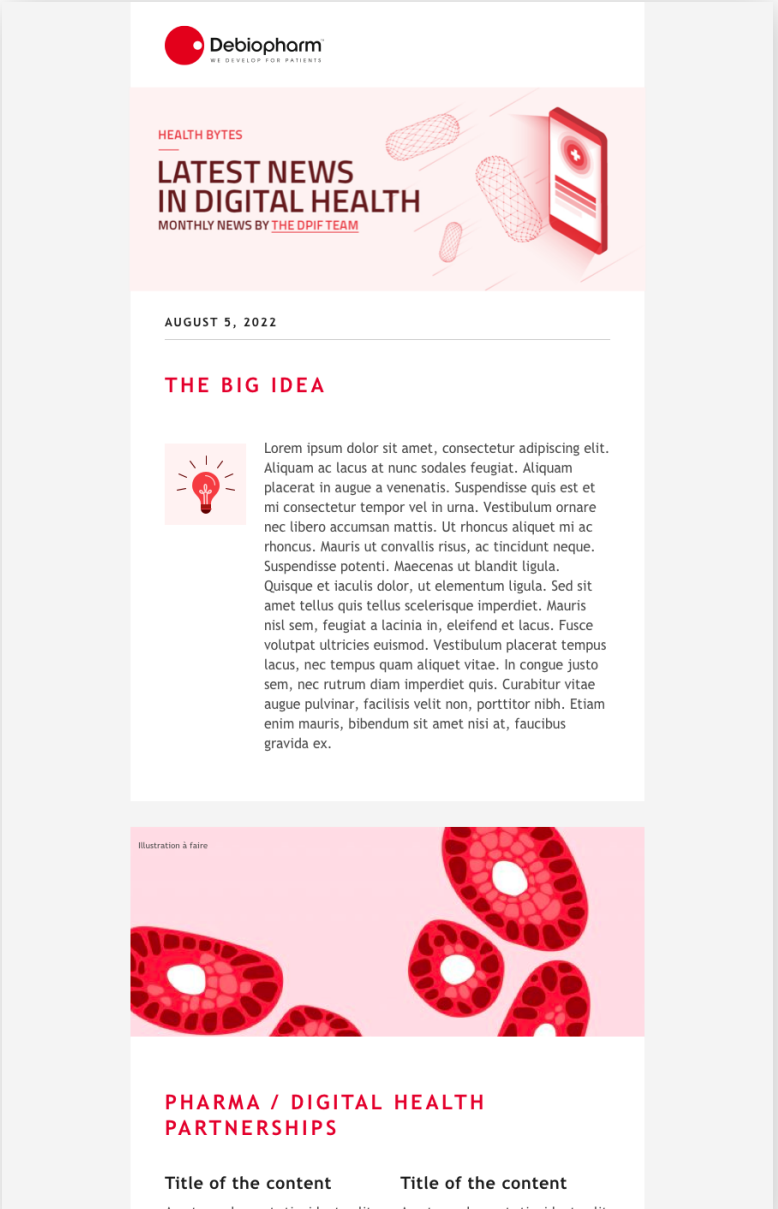 Debiopharm
WE DEVELOP FOR PATIENTS
HEALTH BYTES
LATEST NEWS
IN DIGITAL HEALTH
MONTHLY NEWS BY THE DPIF TEAM
AUGUST 5, 2022
THE BIG IDEA
Lorem ipsum dolor sit amet, consectetur adipiscing elit.
Aliquam ac lacus at nunc sodales feugiat. Aliquam
placerat in augue a venenatis. Suspendisse quis est et
mi consectetur tempor vel in urna. Vestibulum ornare
nec libero accumsan mattis. Ut rhoncus aliquet mi ac
rhoncus. Mauris ut convallis risus, ac tincidunt neque.
Suspendisse potenti. Maecenas ut blandit ligula.
Quisque et iaculis dolor, ut elementum ligula. Sed sit
amet tellus quis tellus scelerisque imperdiet. Mauris
nisl sem, feugiat a lacinia in, eleifend et lacus. Fusce
volutpat ultricies euismod. Vestibulum placerat tempus
lacus, nec tempus quam aliquet vitae. In congue justo
sem, nec rutrum diam imperdiet quis. Curabitur vitae
augue pulvinar, facilisis velit non, porttitor nibh. Etiam
enim mauris, bibendum sit amet nisi at, faucibus
gravida ex.
Illustration à faire
PHARMA / DIGITAL HEALTH
PARTNERSHIPS
Title of the content
Title of the content